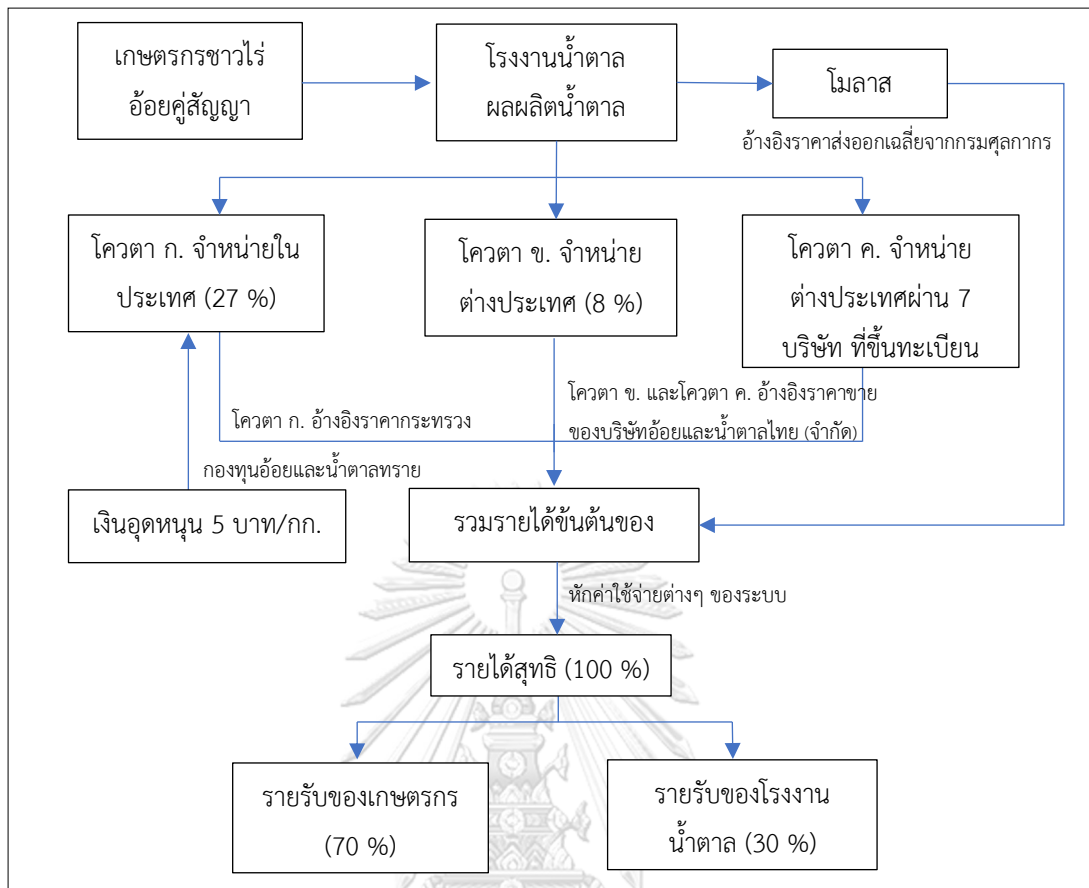 เกษตรกรชาวไร่
อ้อยคู่สัญญา
โรงงานน้ำตาล
ผลผลิตน้ำตาล
โมลาส
อ้างอิงราคาส่งออกเฉลี่ยจากกรมศุลกากร
โควตา ก. จำหน่ายใน
ประเทศ (27 %)
โควตา ข. จำหน่าย
ต่างประเทศ (8 %)
โควตา ค. จำหน่าย
ต่างประเทศผ่าน 7
บริษัท ที่ขึ้นทะเบียน
โควตา ก. อ้างอิงราคากระทรวง
โควตา ข. และโควตา ค. อ้างอิงราคาขาย
ของบริษัทอ้อยและน้ำตาลไทย (จำกัด)
กองทุนอ้อยและน้ำตาลทราย
เงินอุดหนุน 5 บาท/กก.
รวมรายได้ขั้นต้นของ
หักค่าใช้จ่ายต่างๆ ของระบบ
รายได้สุทธิ (100 %)
รายรับของเกษตรกร
(70 %)
รายรับของโรงงาน
น้ำตาล (30 %)